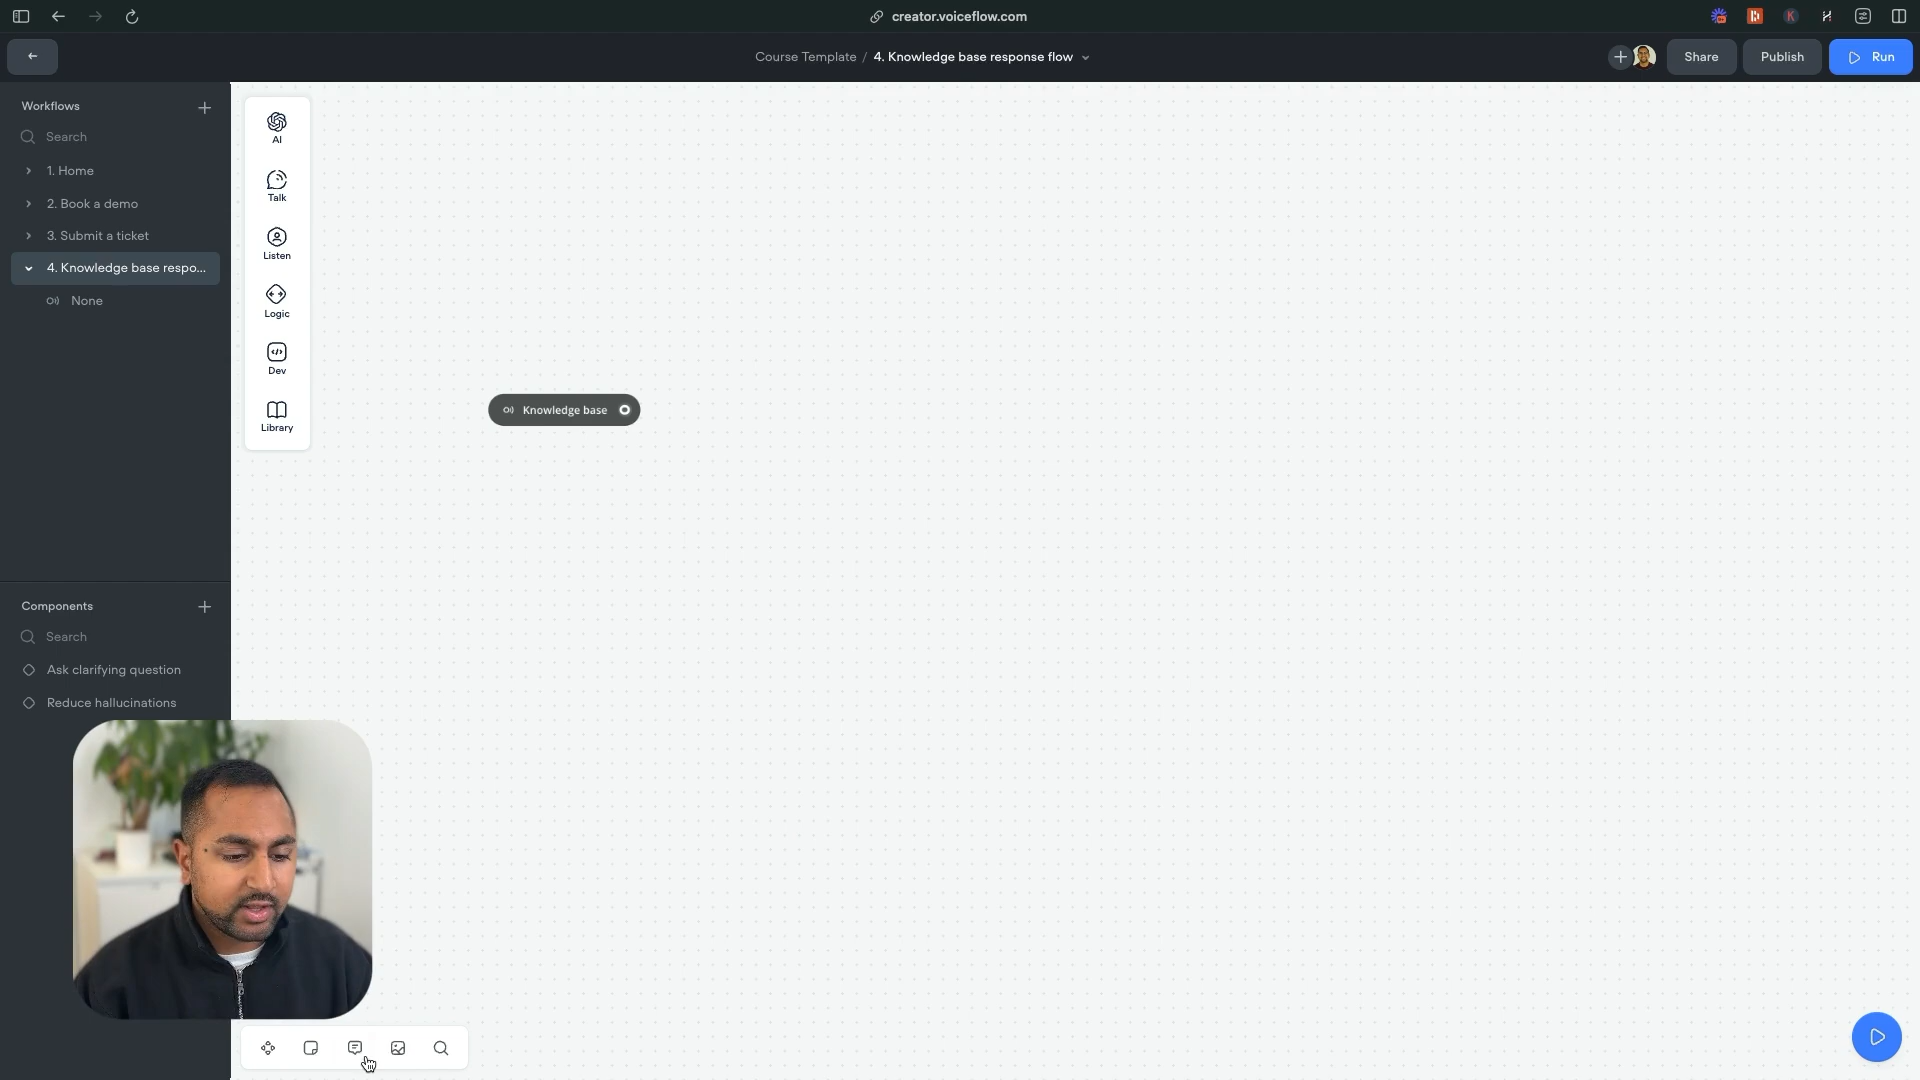 creator.voiceflow.com
Course Template / 4. Knowledge base response flow
Share
Publish
Run
Workflows
Search
1. Home
2. Book a demo
3. Submit a ticket
4. Knowledge base respo...
None
AI
Talk
Listen
Logic
Dev
Library
Knowledge base
Components
Search
Ask clarifying question
Reduce hallucinations